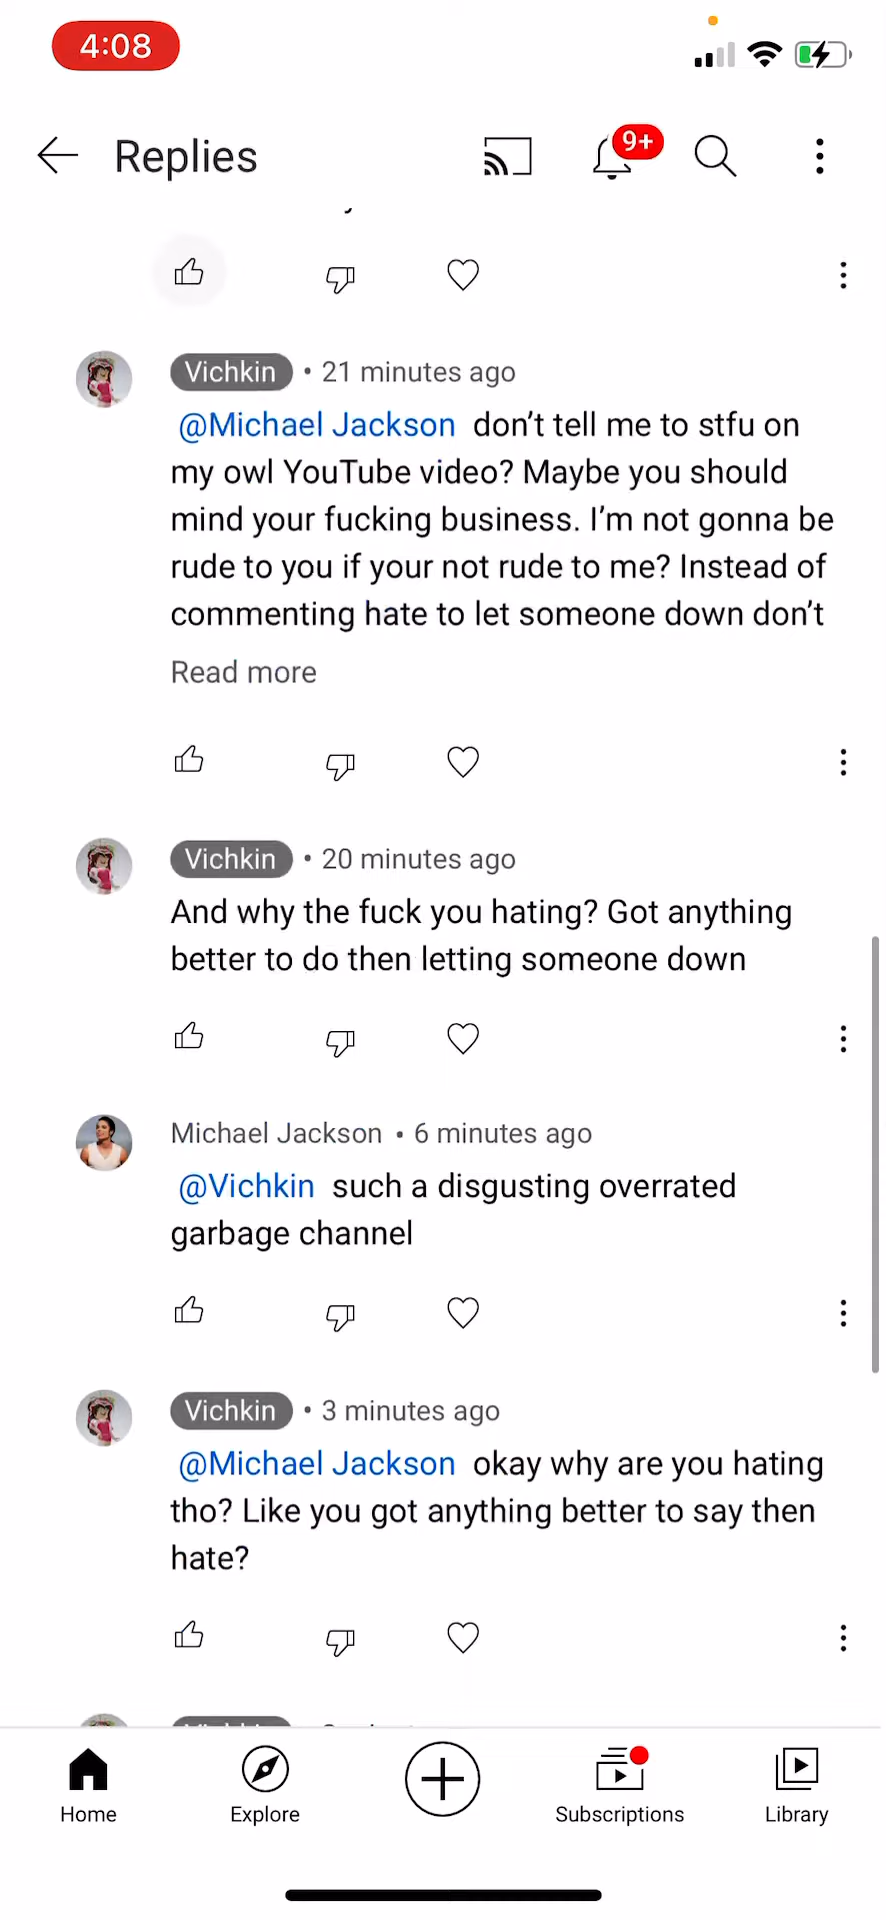 4:08
Replies
9+
Vichkin • 21 minutes ago
@Michael Jackson don’t tell me to stfu on
my owl YouTube video? Maybe you should
mind your fucking business. I’m not gonna be
rude to you if your not rude to me? Instead of
commenting hate to let someone down don’t
Read more
Vichkin • 20 minutes ago
And why the fuck you hating? Got anything
better to do then letting someone down
Michael Jackson • 6 minutes ago
@Vichkin such a disgusting overrated
garbage channel
Vichkin • 3 minutes ago
@Michael Jackson okay why are you hating
tho? Like you got anything better to say then
hate?
Home Explore Subscriptions Library